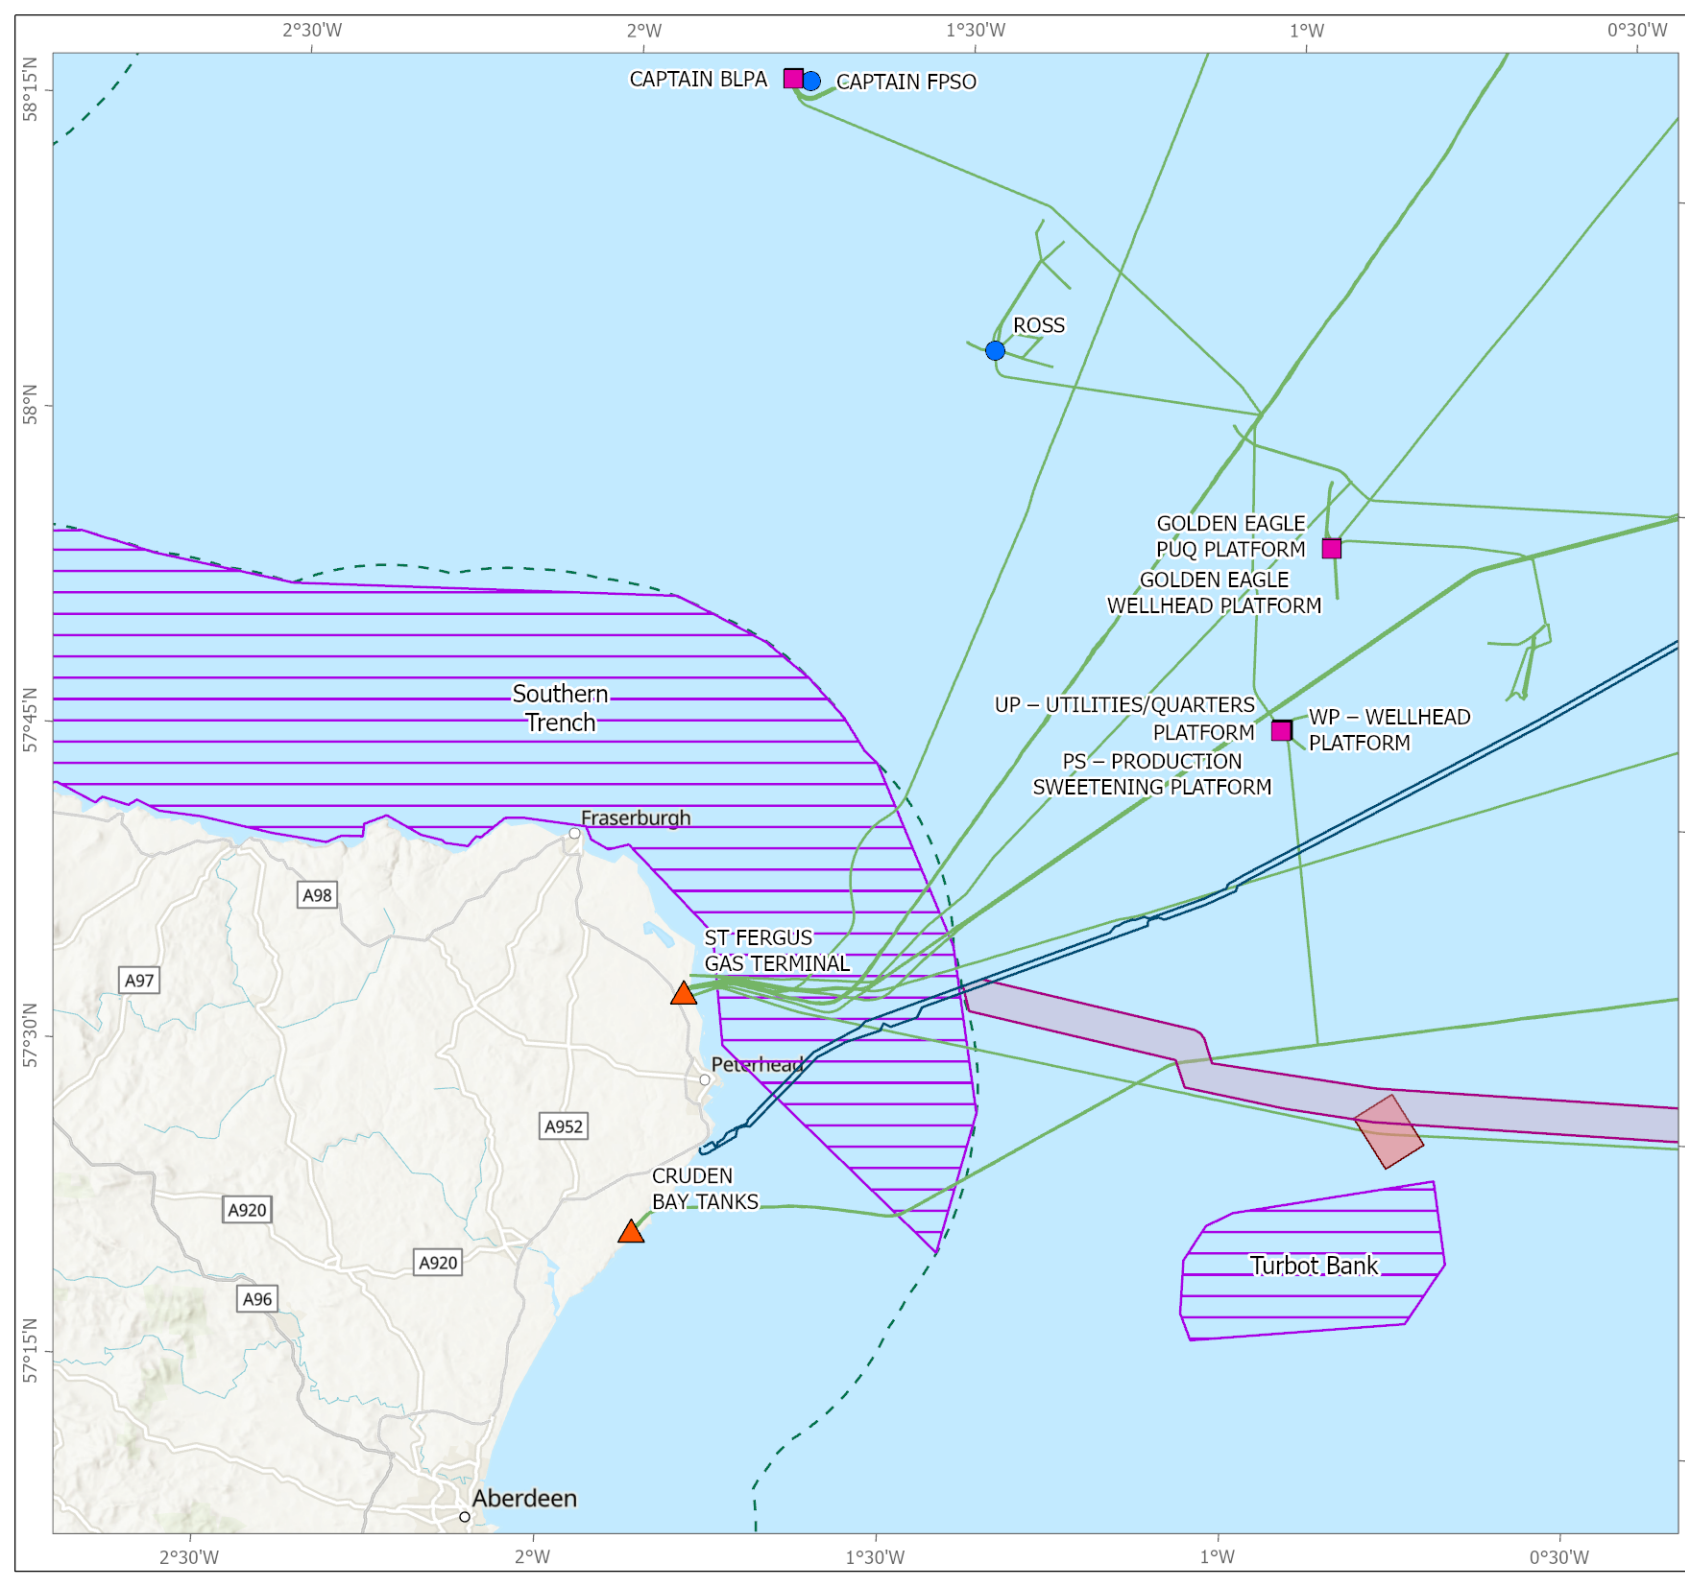 2°30'W
2°W
1°30'W
1°W
0°30'W
58°15'N
58°N
57°45'N
57°30'N
57°15'N
CAPTAIN BLPA
CAPTAIN FPSO
ROSS
GOLDEN EAGLE
PUQ PLATFORM
GOLDEN EAGLE
WELLHEAD PLATFORM
Southern
Trench
UP – UTILITIES/QUARTERS
PLATFORM
WP – WELLHEAD
PLATFORM
PS – PRODUCTION
SWEETENING PLATFORM
Fraserburgh
A98
ST FERGUS
GAS TERMINAL
A97
Peterhead
A952
CRUDEN
BAY TANKS
A920
A920
Turbot Bank
A96
Aberdeen
2°30'W
2°W
1°30'W
1°W
0°30'W